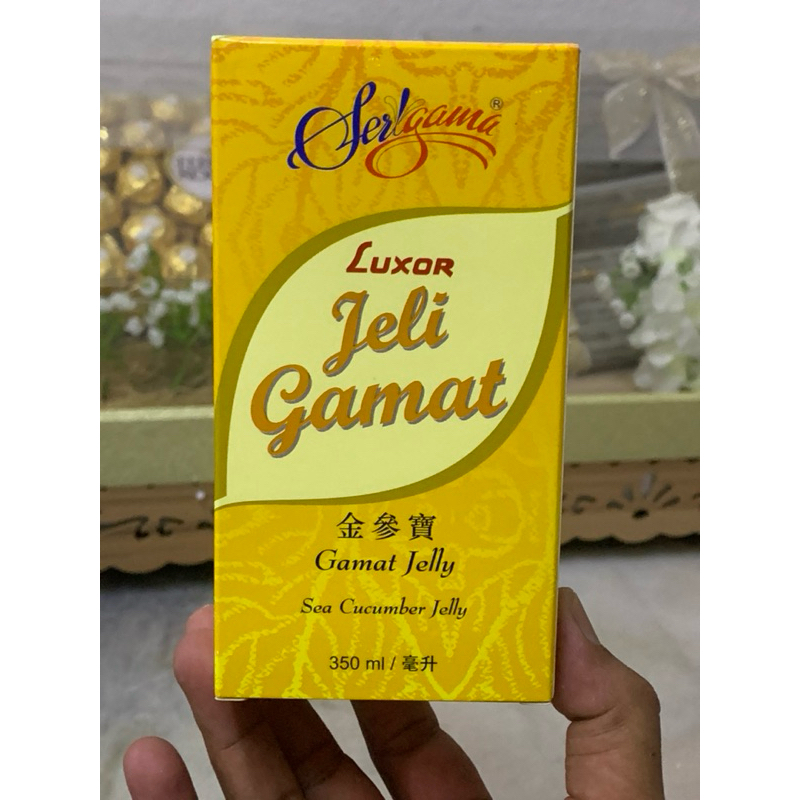 Serigama®
Luxor
Jeli
Gamat
金參寶
Gamat Jelly
Sea Cucumber Jelly
350 ml / 毫升